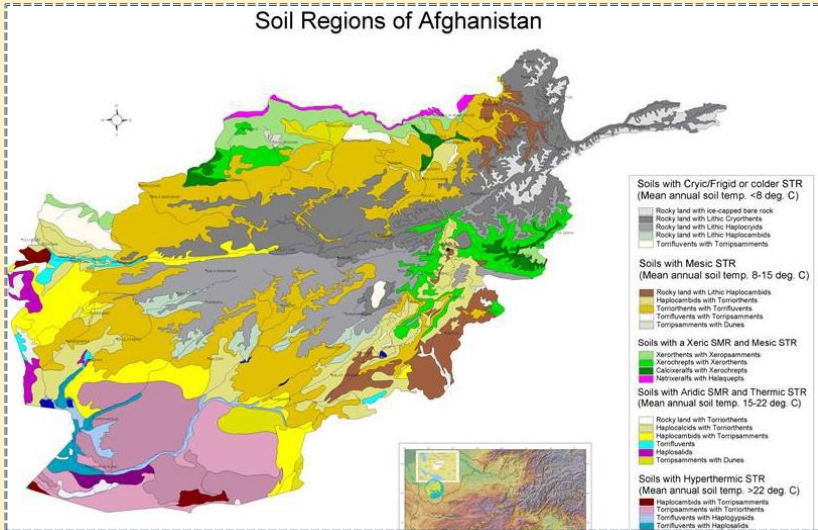 Soil Regions of Afghanistan
Soils with Cryic/Frigid or colder STR
(Mean annual soil temp. <8 deg. C)
Rocky land with ice-capped bare rock
Rocky land with Lithic Cryorthents
Rocky land with Lithic Haplocryids
Rocky land with Lithic Haplocambids
Torrifluvents with Torripsamments
Soils with Mesic STR
(Mean annual soil temp. 8-15 deg. C)
Rocky land with Lithic Haplocambids
Haplocambids with Torriorthents
Torriorthents with Torrifluvents
Torrifluvents with Torripsamments
Torripsamments with Dunes
Soils with a Xeric SMR and Mesic STR
Xerorthents with Xeropsamments
Xerochrepts with Xerorthents
Calcixeralfs with Xerochrepts
Natrixeralfs with Halaquepts
Soils with Aridic SMR and Thermic STR
(Mean annual soil temp. 15-22 deg. C)
Rocky land with Torriorthents
Haplocalcids with Torriorthents
Haplocambids with Torripsamments
Torrifluvents
Haplosalids
Torripsamments with Dunes
Soils with Hyperthermic STR
(Mean annual soil temp. >22 deg. C)
Haplocambids with Torripsamments
Torripsamments with Torriorthents
Torrifluvents with Haplogypsids
Torrifluvents with Haplosalids